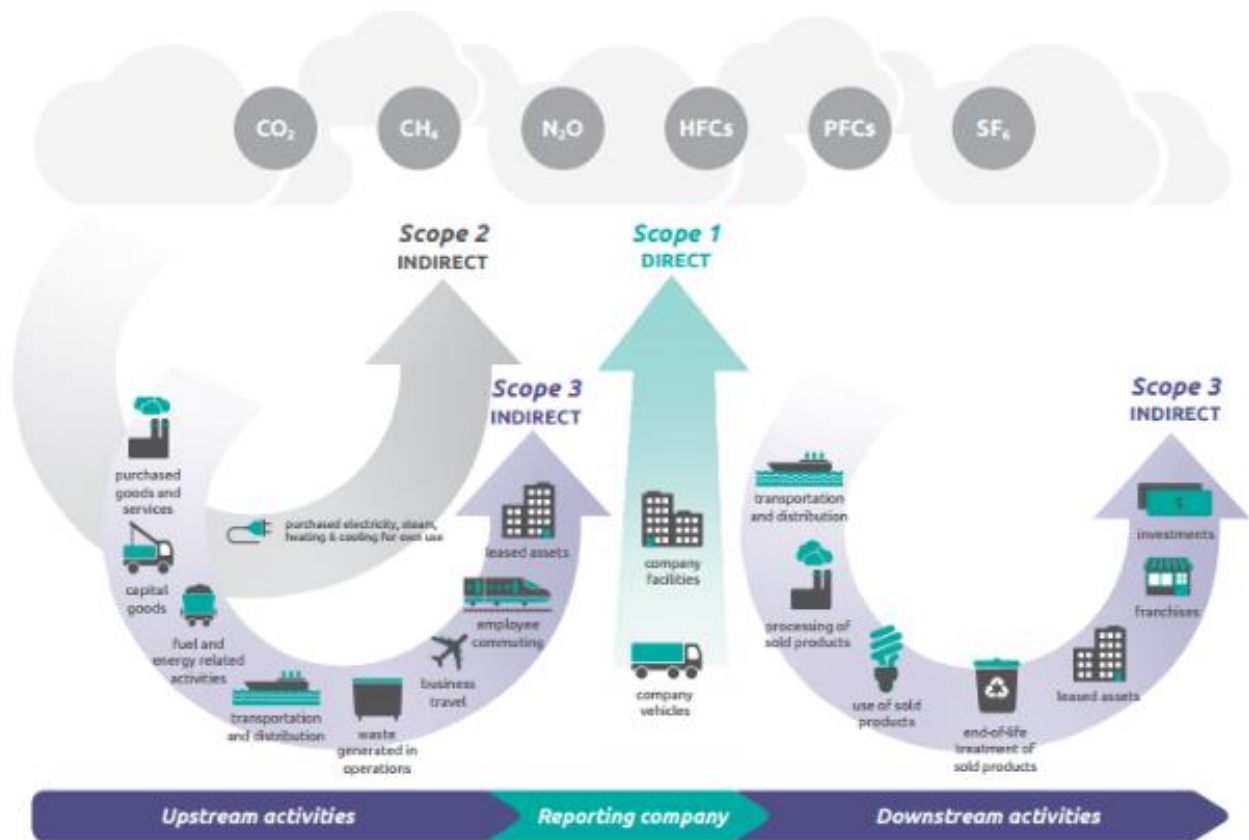 CO₂ CH₄ N₂O HFCs PFCs SF₆
Scope 2
INDIRECT
Scope 1
DIRECT
Scope 3
INDIRECT
Scope 3
INDIRECT
purchased
goods and
services
capital
goods
fuel and
energy related
activities
purchased electricity, steam,
heating & cooling for own use
transportation
and distribution
waste
generated in
operations
business
travel
employee
commuting
leased assets
company
facilities
company
vehicles
transportation
and distribution
processing of
sold products
use of sold
products
end-of-life
treatment of
sold products
leased assets
franchises
$
investments
Upstream activities
Reporting company
Downstream activities